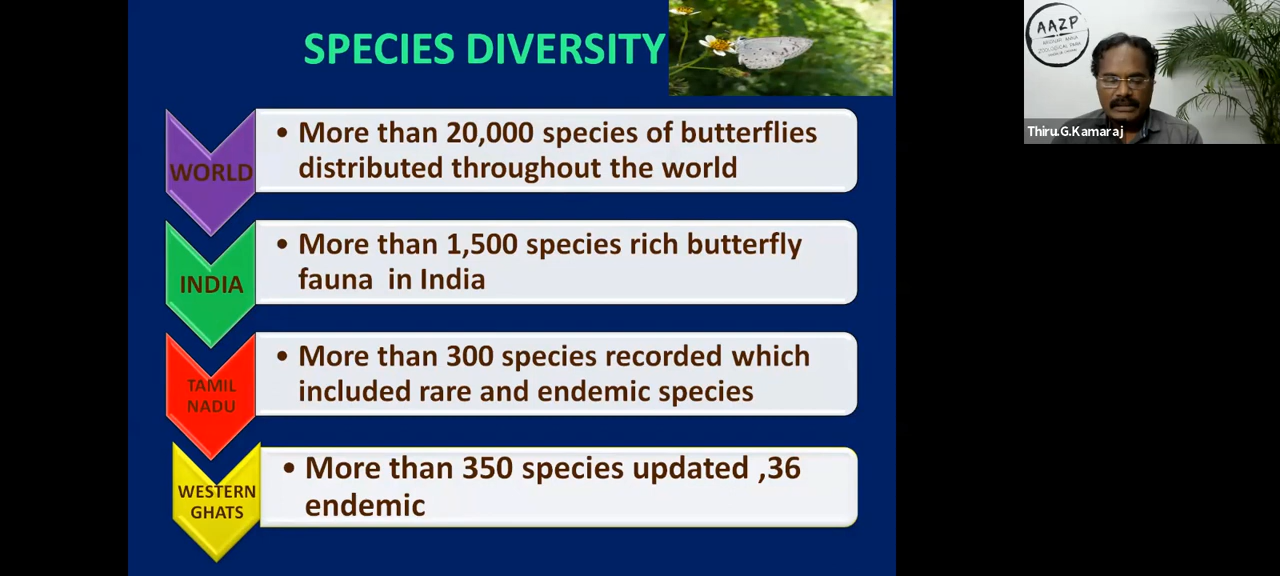 SPECIES DIVERSITY
WORLD
• More than 20,000 species of butterflies
distributed throughout the world
INDIA
• More than 1,500 species rich butterfly
fauna in India
TAMIL
NADU
• More than 300 species recorded which
included rare and endemic species
WESTERN
GHATS
• More than 350 species updated ,36
endemic
AAZP
ZOOLOGICAL PARK
Thiru.G.Kamaraj